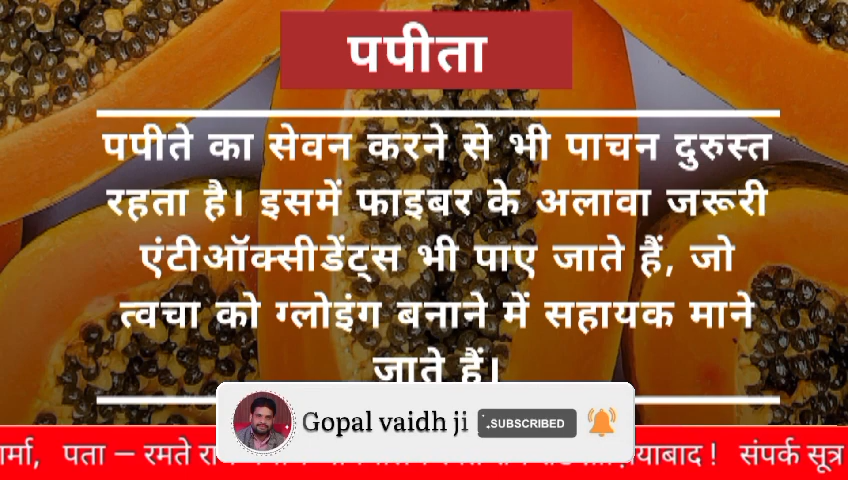 पपीता
पपीते का सेवन करने से भी पाचन दुरुस्त
रहता है। इसमें फाइबर के अलावा जरूरी
एंटीऑक्सीडेंट्स भी पाए जाते हैं, जो
त्वचा को ग्लोइंग बनाने में सहायक माने
जाते हैं।
Gopal vaidh ji SUBSCRIBED
पता – रमते संपर्क सूत्र